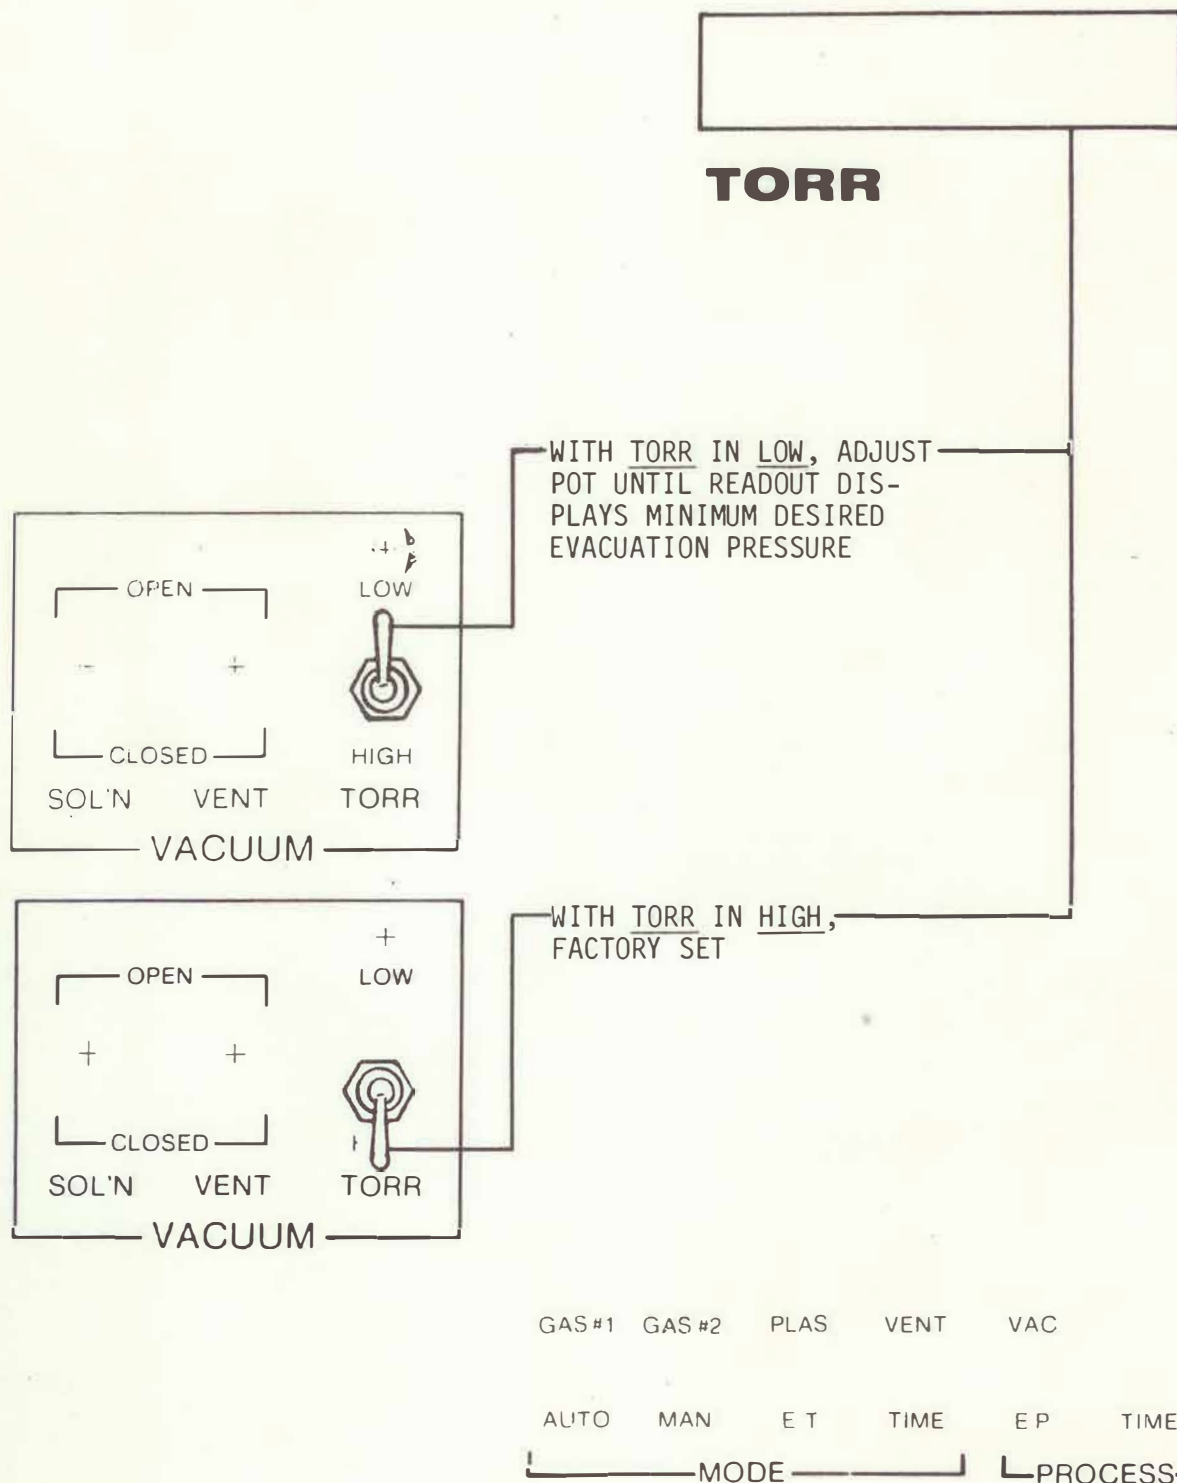 TORR
WITH TORR IN LOW, ADJUST
POT UNTIL READOUT DIS-
PLAYS MINIMUM DESIRED
EVACUATION PRESSURE
LOW
OPEN
CLOSED
HIGH
SOL'N VENT TORR
VACUUM
WITH TORR IN HIGH,
FACTORY SET
LOW
OPEN
CLOSED
SOL'N VENT TORR
VACUUM
GAS #1 GAS #2 PLAS VENT VAC
AUTO MAN E T TIME E P TIME
MODE PROCESS